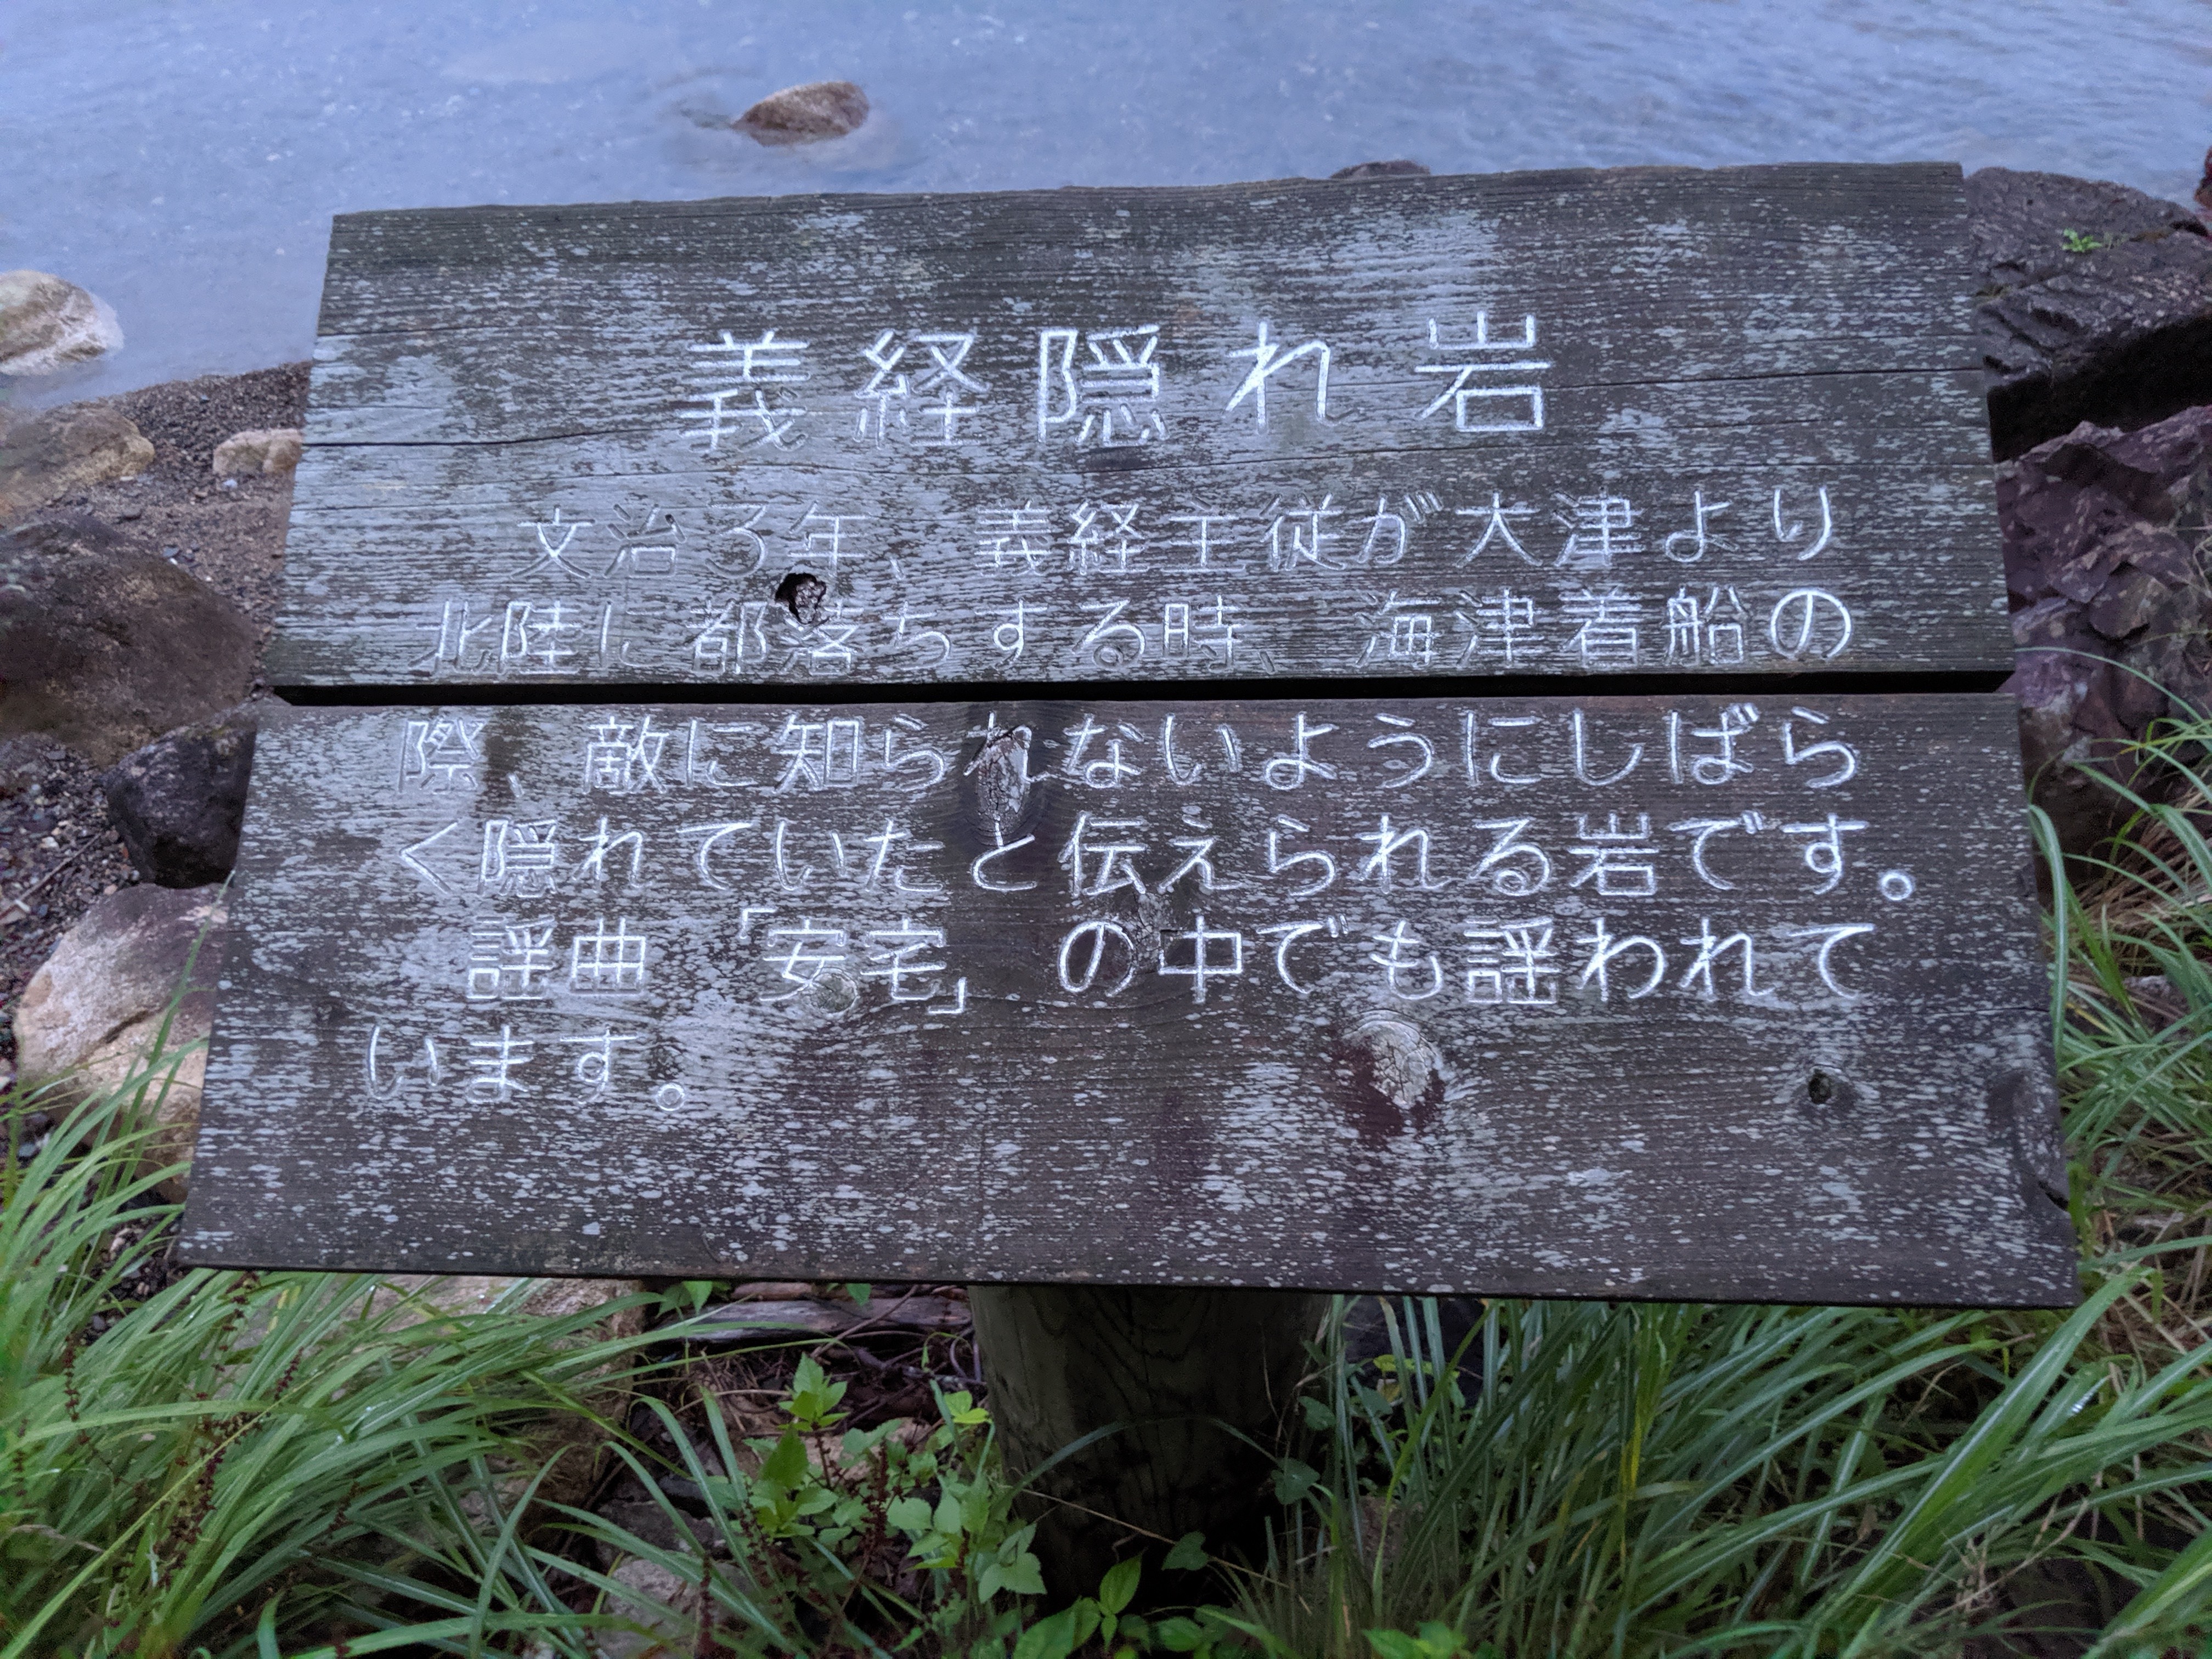 義経隠れ岩
文治3年、義経主従が大津より
北陸に都落ちする時、海津着船の
際、敵に知られないようにしばら
く隠れていたと伝えられる岩です。
謡曲「安宅」の中でも謡われて
います。